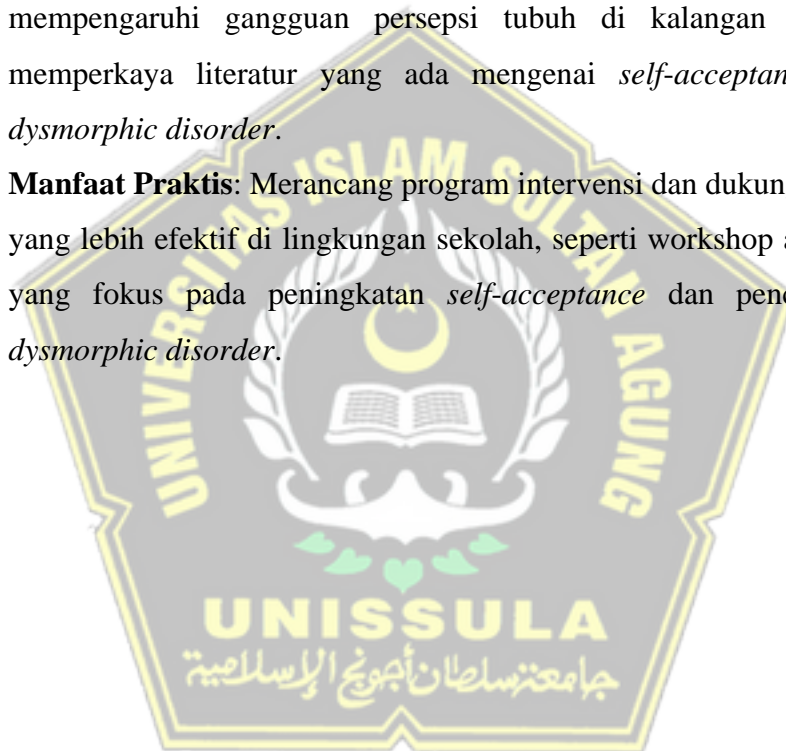 mempengaruhi gangguan persepsi tubuh di kalangan
memperkaya literatur yang ada mengenai self-acceptan
dysmorphic disorder.
Manfaat Praktis: Merancang program intervensi dan dukun
yang lebih efektif di lingkungan sekolah, seperti workshop a
yang fokus pada peningkatan self-acceptance dan penc
dysmorphic disorder.
UNIVERSITAS ISLAM SULTAN AGUNG
UNISSULA
جامعة سلطان أجونج الإسلامية